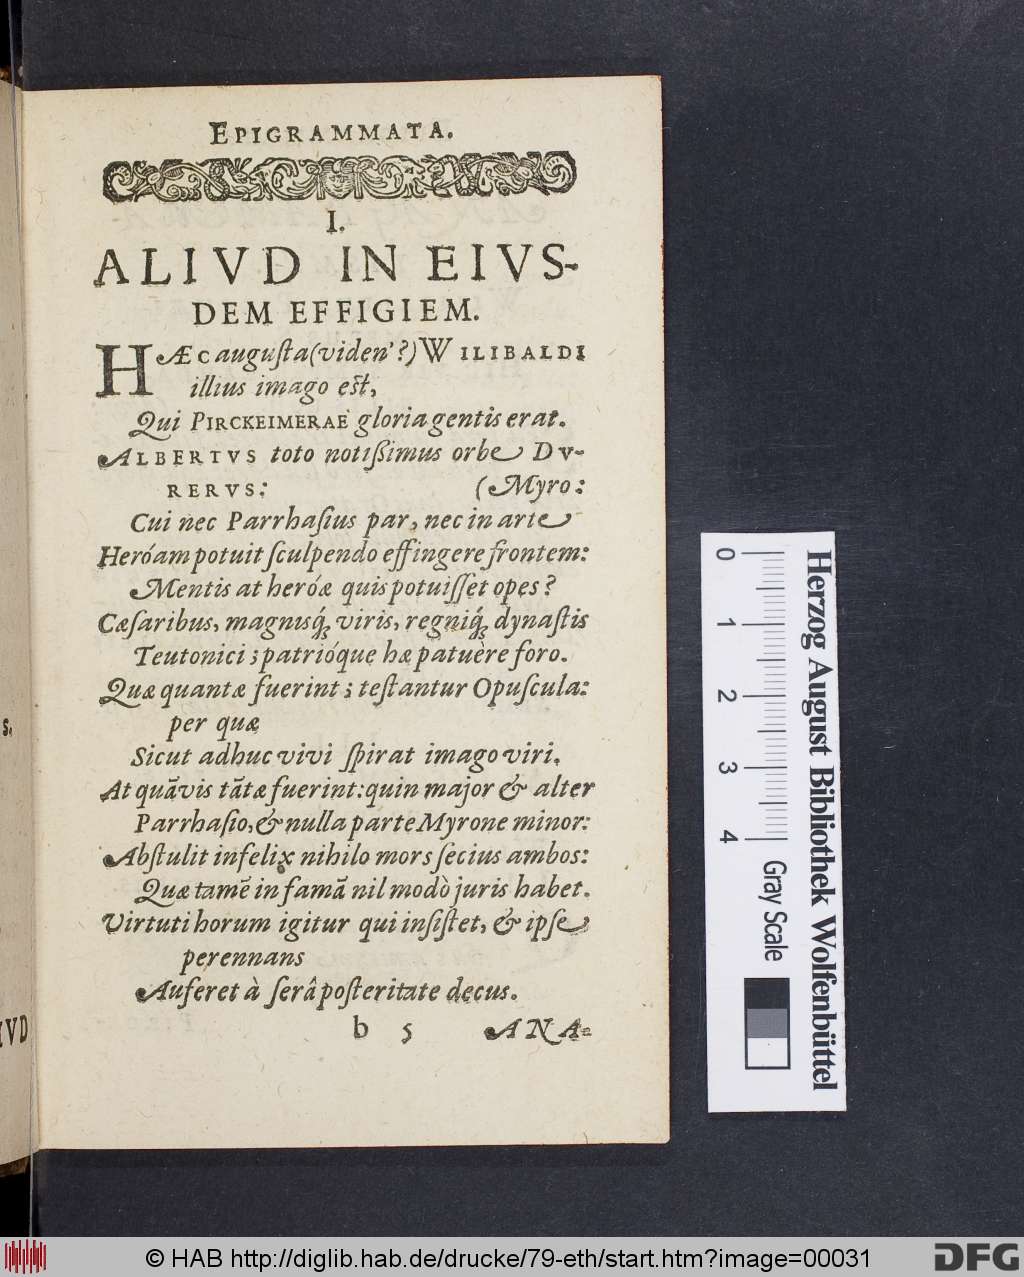 EPIGRAMMATA.
I.
ALIVD IN EIVS-
DEM EFFIGIEM.
HÆC augusta (viden'?) WILIBALDI
illius imago est,
Qui PIRCKEIMERAE gloria gentis erat.
ALBERTVS toto notißimus orbe DV-
RERVS: (Myro:
Cui nec Parrhasius par, nec in arte
Heróam potuit sculpendo effingere frontem:
Mentis at heróæ quis potuisset opes?
Cæsaribus, magnisq́; viris, regniq́; dynastis
Teutonici; patrióque hæ patuère foro.
Quæ quantæ fuerint; testantur Opuscula:
per quæ
Sicut adhuc vivi spirat imago viri.
At quāvis tātæ fuerint: quin major & alter
Parrhasio, & nulla parte Myrone minor:
Abstulit infelix nihilo mors secius ambos:
Quæ tamē in famā nil modò juris habet.
Virtuti horum igitur qui insistet, & ipse
perennans
Auferet à serâ posteritate decus.
b 5 ANA-
s.
IVD
Herzog August Bibliothek Wolfenbüttel
0 1 2 3 4 Gray Scale
© HAB http://diglib.hab.de/drucke/79-eth/start.htm?image=00031
DFG